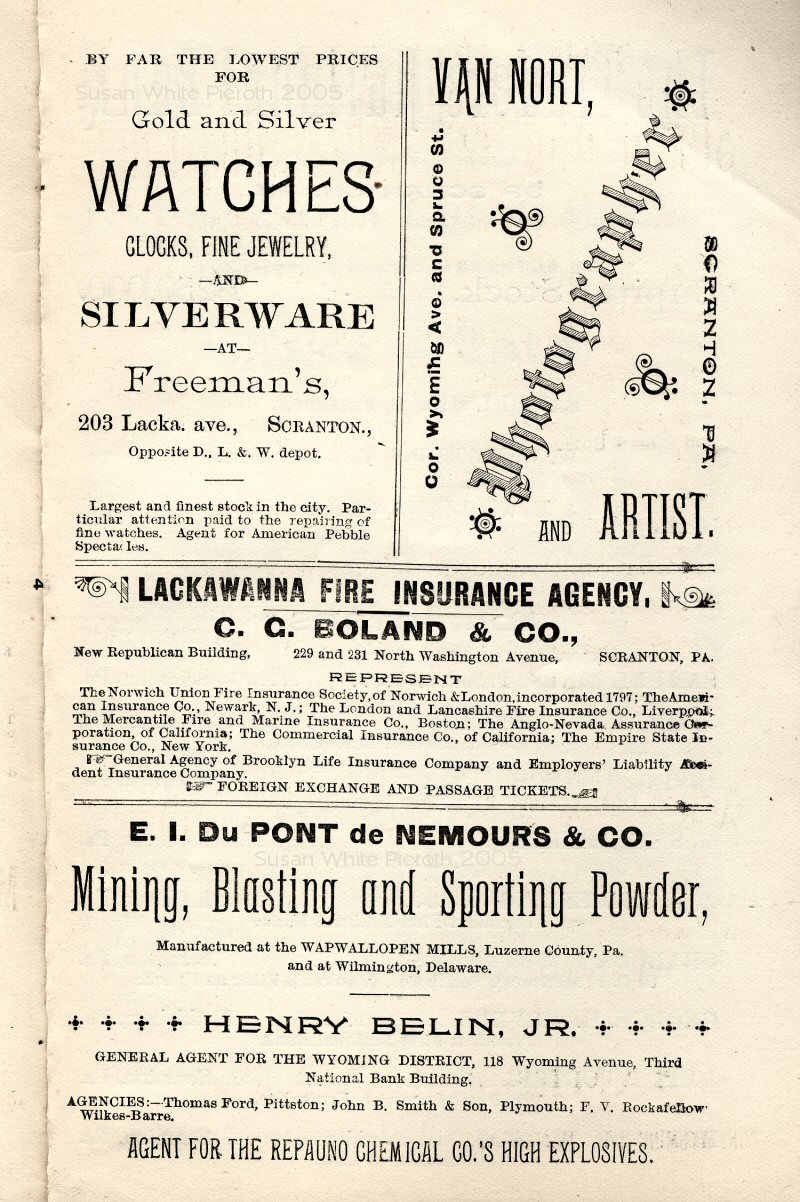 BY FAR THE LOWEST PRICES
FOR
Susan White Pieroth 2005
Gold and Silver
WATCHES
CLOCKS, FINE JEWELRY,
—AND—
SILVERWARE
—AT—
Freeman's,
203 Lacka. ave., SCRANTON.,
Opposite D., L. &. W. depot.
Largest and finest stock in the city. Par-
ticular attention paid to the repairing of
fine watches. Agent for American Pebble
Specta les.
VAN NORT,
Cor. Wyoming Ave. and Spruce St.
Photographer
SCRANTON, PA,
AND ARTIST.
LACKAWANNA FIRE INSURANCE AGENCY,
C. G. BOLAND & CO.,
New Republican Building, 229 and 231 North Washington Avenue, SCRANTON, PA.
REPRESENT
The Norwich Union Fire Insurance Society, of Norwich & London, incorporated 1797; The Ameri-
can Insurance Co., Newark, N. J.; The London and Lancashire Fire Insurance Co., Liverpool;
The Mercantile Fire and Marine Insurance Co., Boston; The Anglo-Nevada Assurance Cor-
poration, of California; The Commercial Insurance Co., of California; The Empire State In-
surance Co., New York.
☞General Agency of Brooklyn Life Insurance Company and Employers' Liability Acci-
dent Insurance Company.
☞ FOREIGN EXCHANGE AND PASSAGE TICKETS. ☜
E. I. Du PONT de NEMOURS & CO.
Susan White Pieroth 2005
Mining, Blasting and Sporting Powder,
Manufactured at the WAPWALLOPEN MILLS, Luzerne County, Pa.
and at Wilmington, Delaware.
HENRY BELIN, JR.
GENERAL AGENT FOR THE WYOMING DISTRICT, 118 Wyoming Avenue, Third
National Bank Building.
AGENCIES:—Thomas Ford, Pittston; John B. Smith & Son, Plymouth; F. V. Rockafellow
Wilkes-Barre.
AGENT FOR THE REPAUNO CHEMICAL CO.'S HIGH EXPLOSIVES.